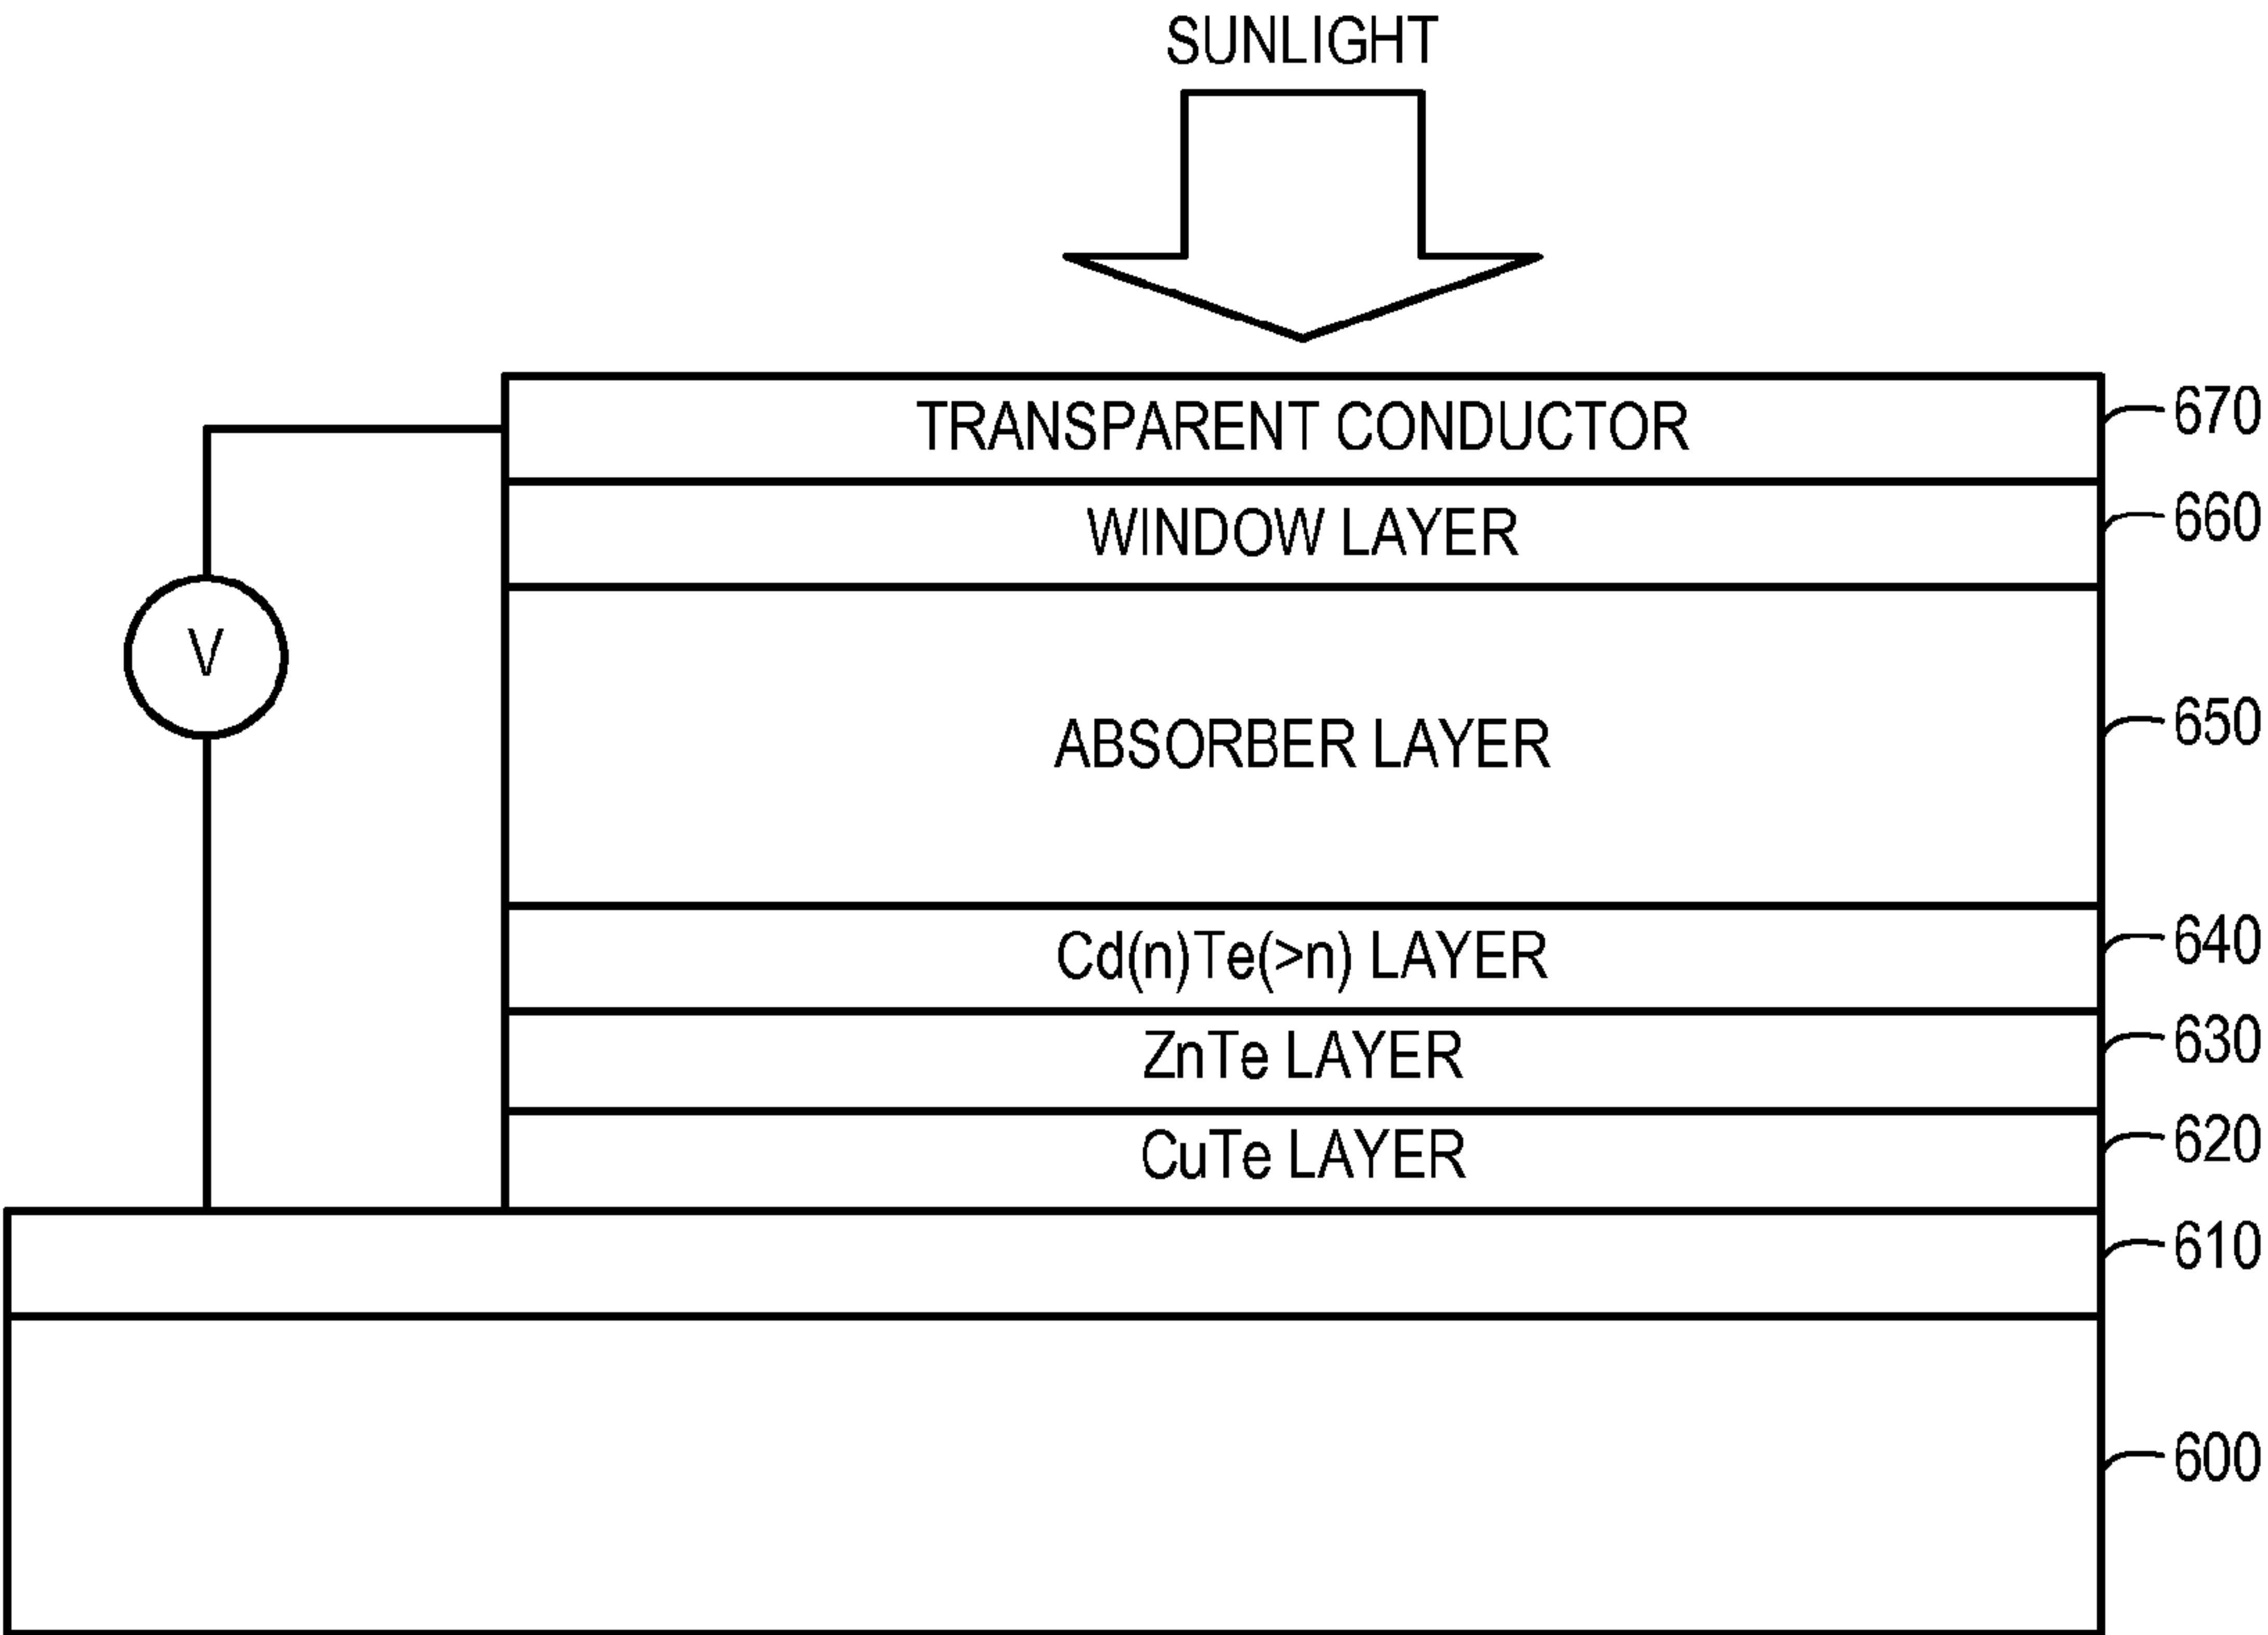 SUNLIGHT
TRANSPARENT CONDUCTOR
670
WINDOW LAYER
660
V
ABSORBER LAYER
650
Cd(n)Te(>n) LAYER
640
ZnTe LAYER
630
CuTe LAYER
620
610
600